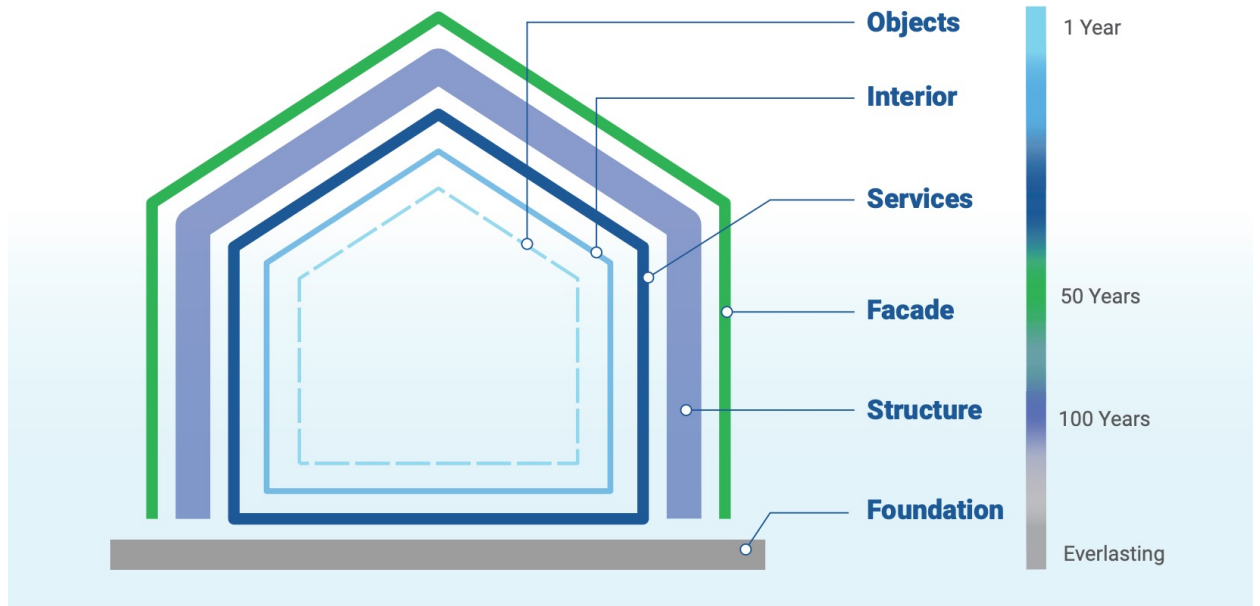 Objects
Interior
Services
Facade
Structure
Foundation
1 Year
50 Years
100 Years
Everlasting